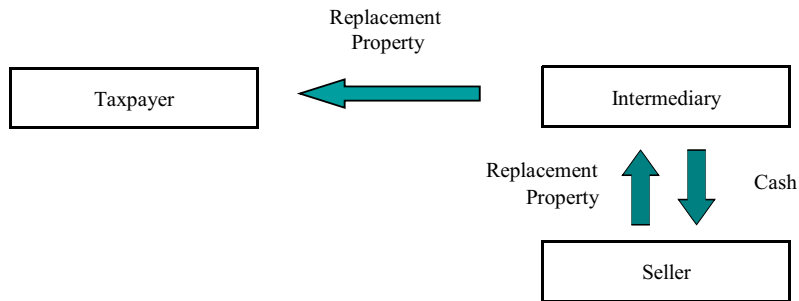 Replacement
Property
Taxpayer
Intermediary
Replacement
Property
Cash
Seller